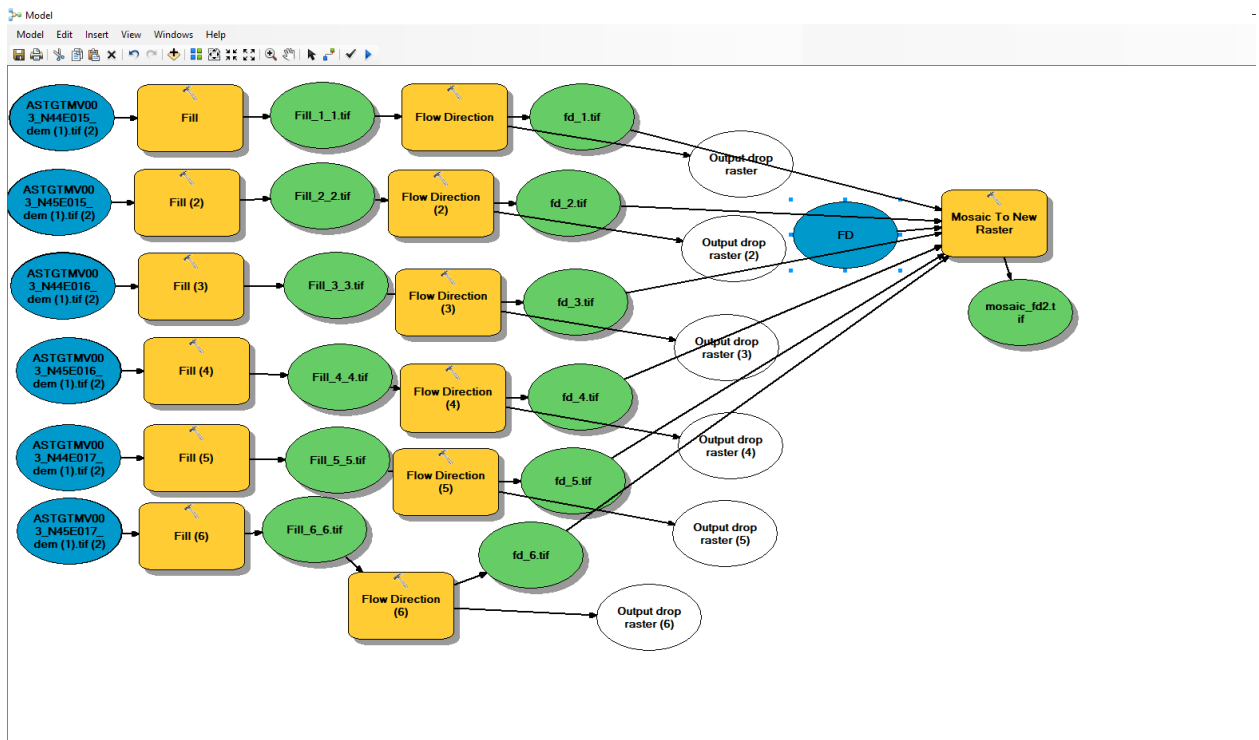 Model
Model Edit Insert View Windows Help
ASTGTMV00
3_N44E015_
dem (1).tif (2)
Fill
Fill_1_1.tif
Flow Direction
fd_1.tif
Output drop
raster
ASTGTMV00
3_N45E015_
dem (1).tif (2)
Fill (2)
Fill_2_2.tif
Flow Direction
(2)
fd_2.tif
Output drop
raster (2)
FD
Mosaic To New
Raster
mosaic_fd2.t
if
ASTGTMV00
3_N44E016_
dem (1).tif (2)
Fill (3)
Fill_3_3.tif
Flow Direction
(3)
fd_3.tif
Output drop
raster (3)
ASTGTMV00
3_N45E016_
dem (1).tif (2)
Fill (4)
Fill_4_4.tif
Flow Direction
(4)
fd_4.tif
Output drop
raster (4)
ASTGTMV00
3_N44E017_
dem (1).tif (2)
Fill (5)
Fill_5_5.tif
Flow Direction
(5)
fd_5.tif
Output drop
raster (5)
ASTGTMV00
3_N45E017_
dem (1).tif (2)
Fill (6)
Fill_6_6.tif
Flow Direction
(6)
fd_6.tif
Output drop
raster (6)